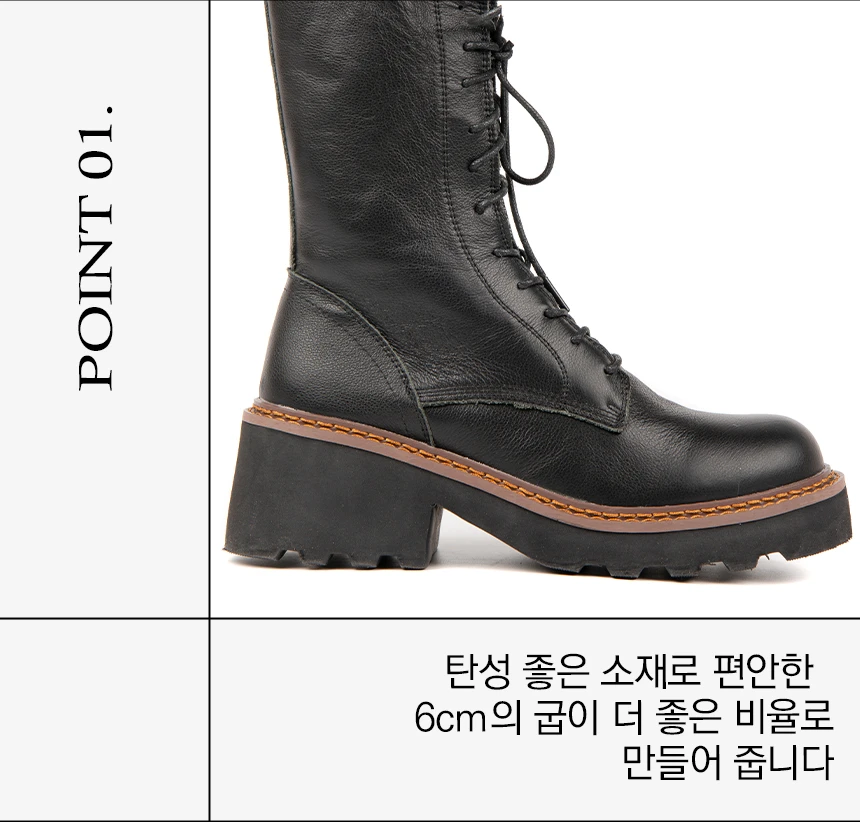 POINT 01.
탄성 좋은 소재로 편안한
6cm의 굽이 더 좋은 비율로
만들어 줍니다